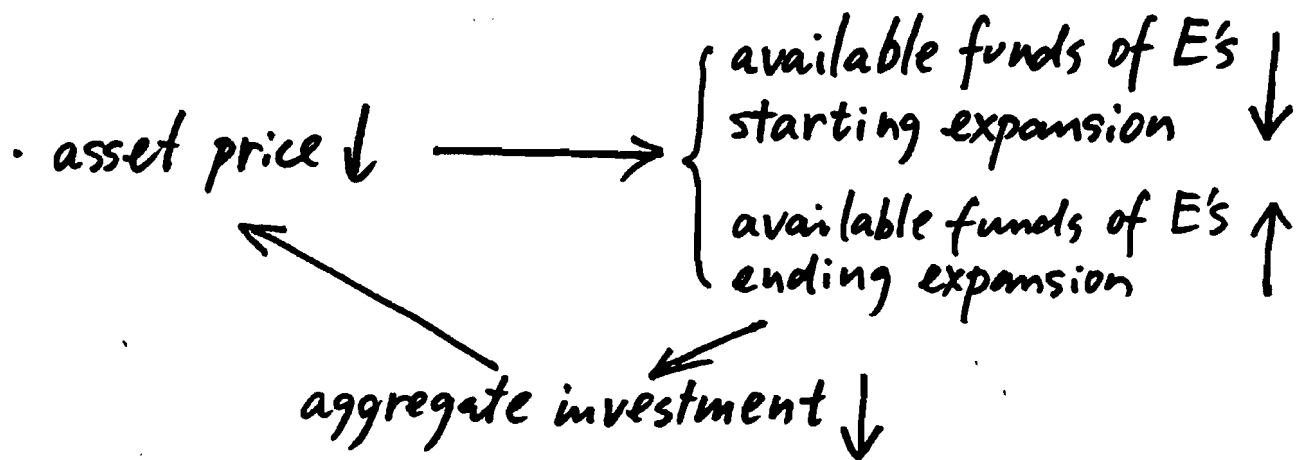 available funds of E's ↓
starting expansion
· asset price ↓ →
available funds of E's ↑
ending expansion
aggregate investment ↓